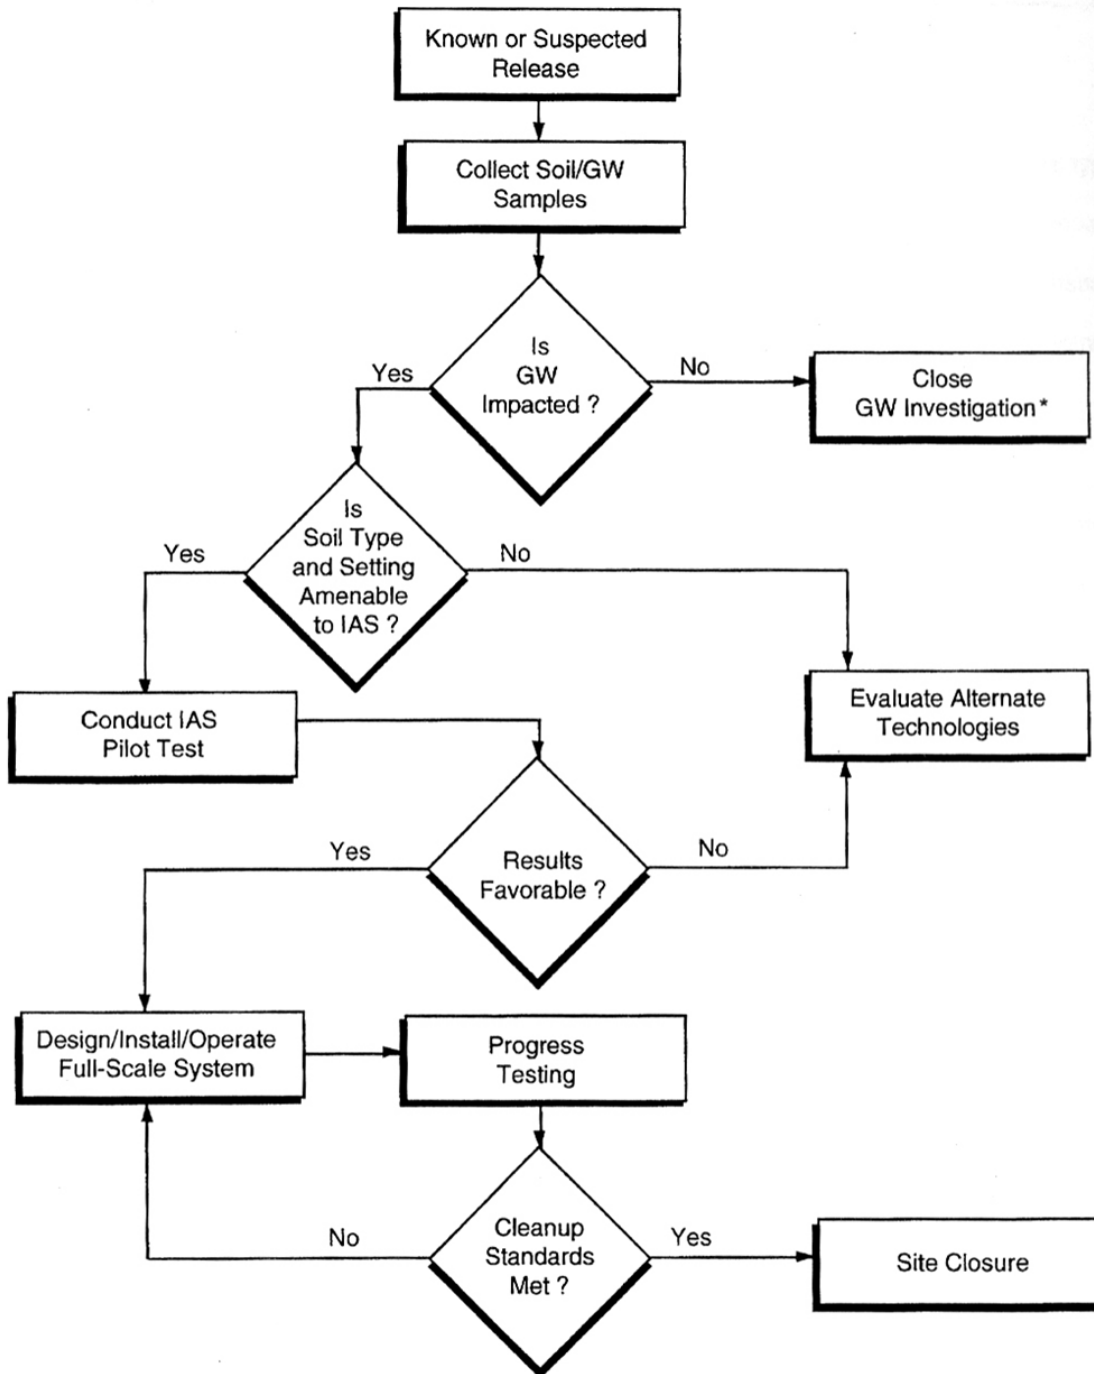 Known or Suspected
Release
Collect Soil/GW
Samples
Is
GW
Impacted ?
Yes
No
Close
GW Investigation*
Is
Soil Type
and Setting
Amenable
to IAS ?
Yes
No
Conduct IAS
Pilot Test
Evaluate Alternate
Technologies
Results
Favorable ?
Yes
No
Design/Install/Operate
Full-Scale System
Progress
Testing
Cleanup
Standards
Met ?
No
Yes
Site Closure